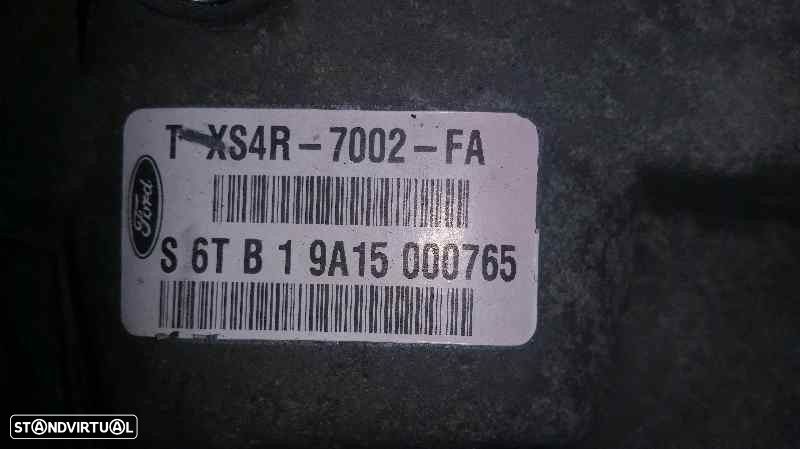 T XS4R-7002-FA
Ford
S 6T B 1 9A15 000765
STANDVIRTUAL